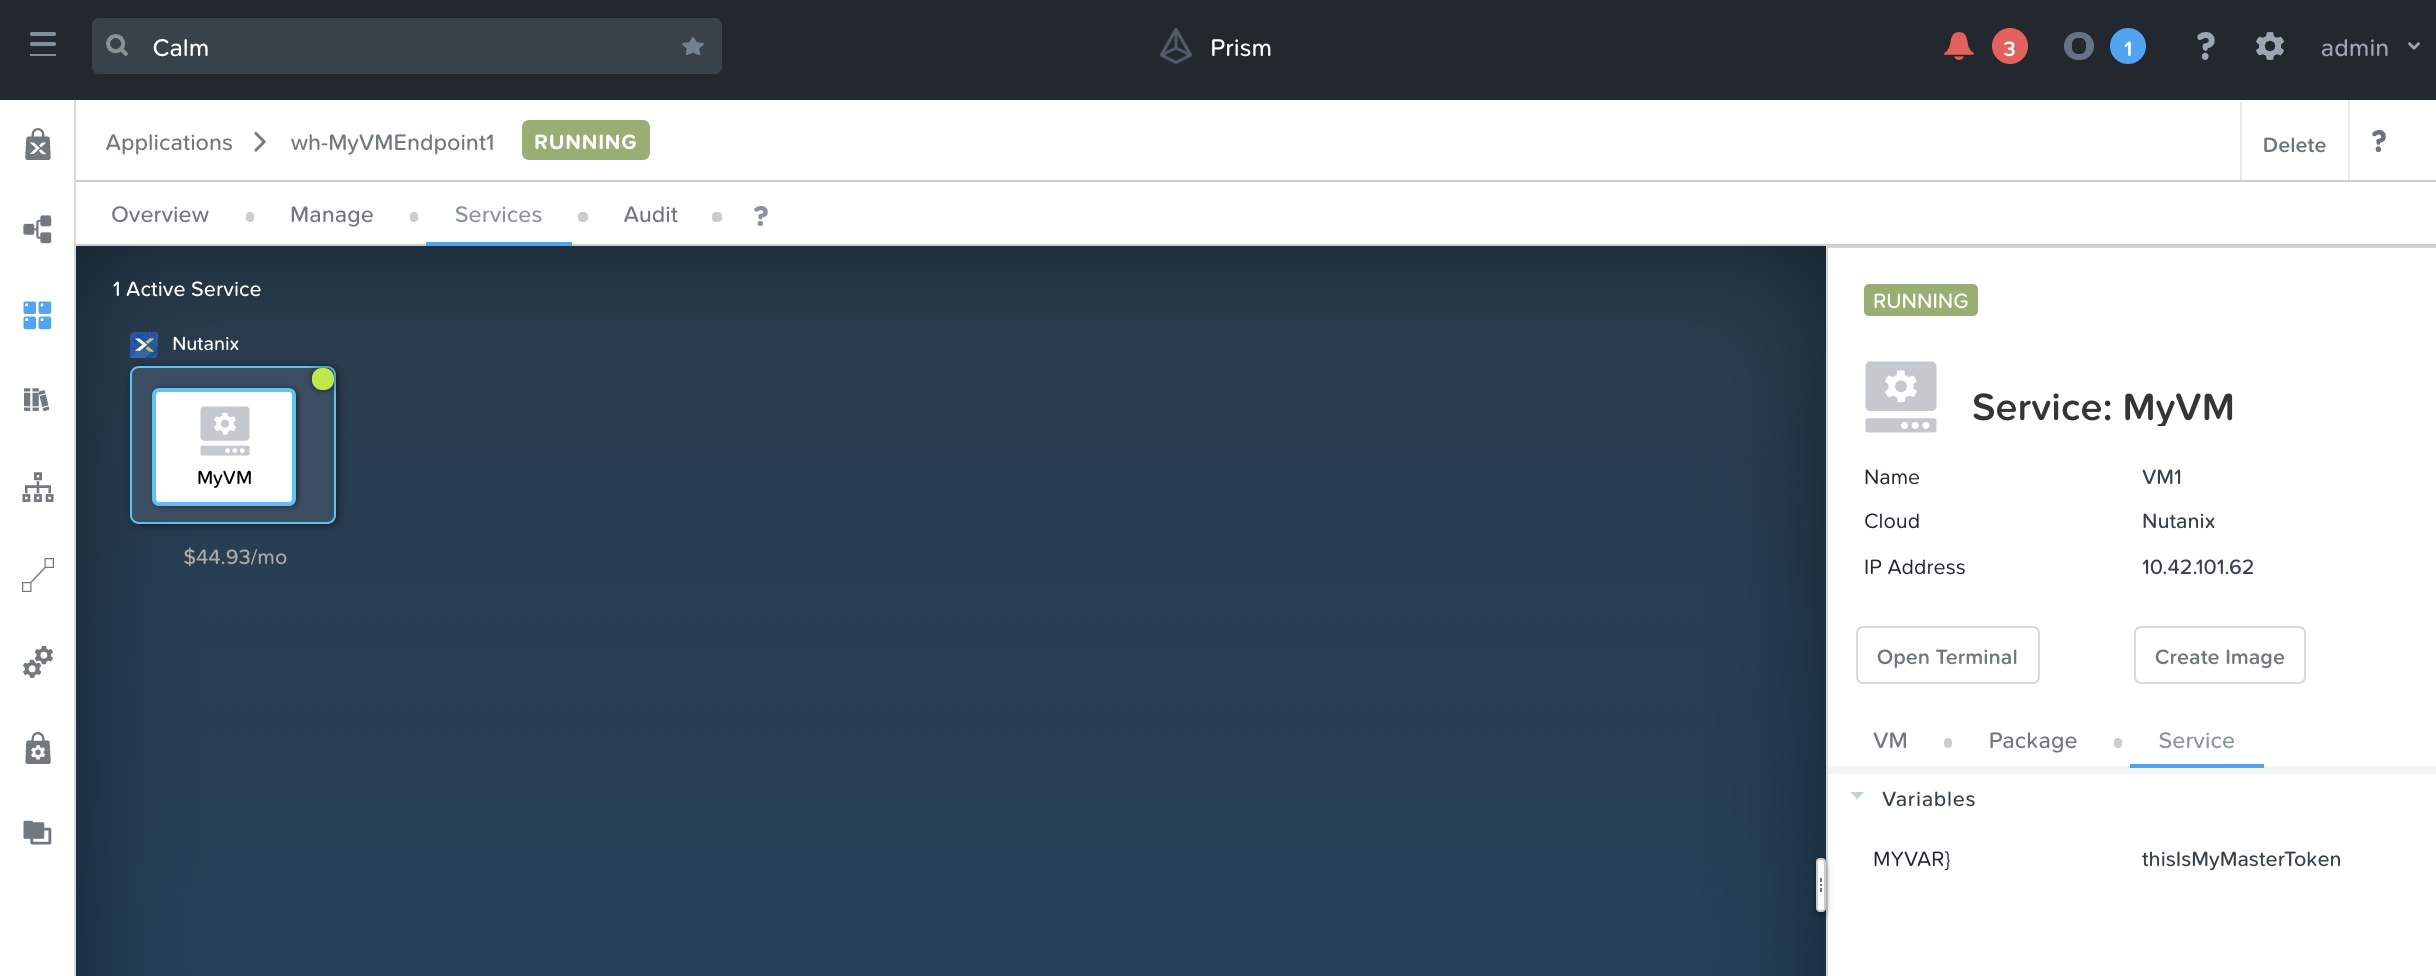 Calm
Prism
3
1
?
admin
Applications
wh-MyVMEndpoint1
RUNNING
Delete
?
Overview
Manage
Services
Audit
?
1 Active Service
Nutanix
MyVM
$44.93/mo
RUNNING
Service: MyVM
Name VM1
Cloud Nutanix
IP Address 10.42.101.62
Open Terminal
Create Image
VM
Package
Service
Variables
MYVAR} thisIsMyMasterToken